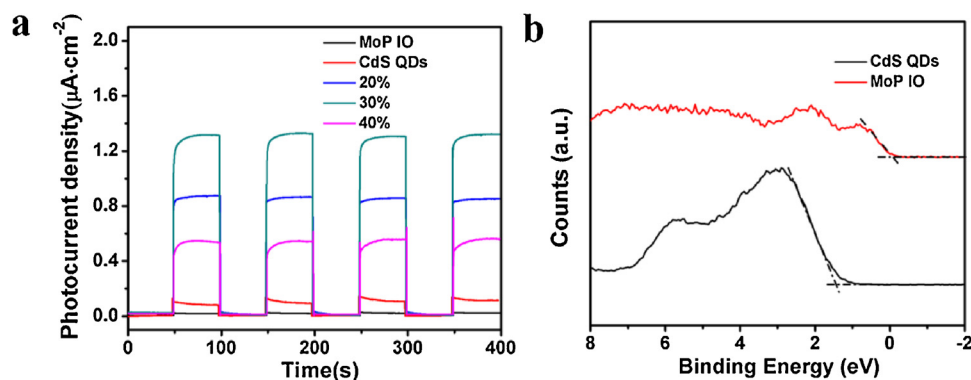 a
Photocurrent density(μA·cm⁻²)
2.0
1.6
1.2
0.8
0.4
0.0
MoP IO
CdS QDs
20%
30%
40%
0
100
200
300
400
Time(s)
b
Counts (a.u.)
CdS QDs
MoP IO
8
6
4
2
0
-2
Binding Energy (eV)